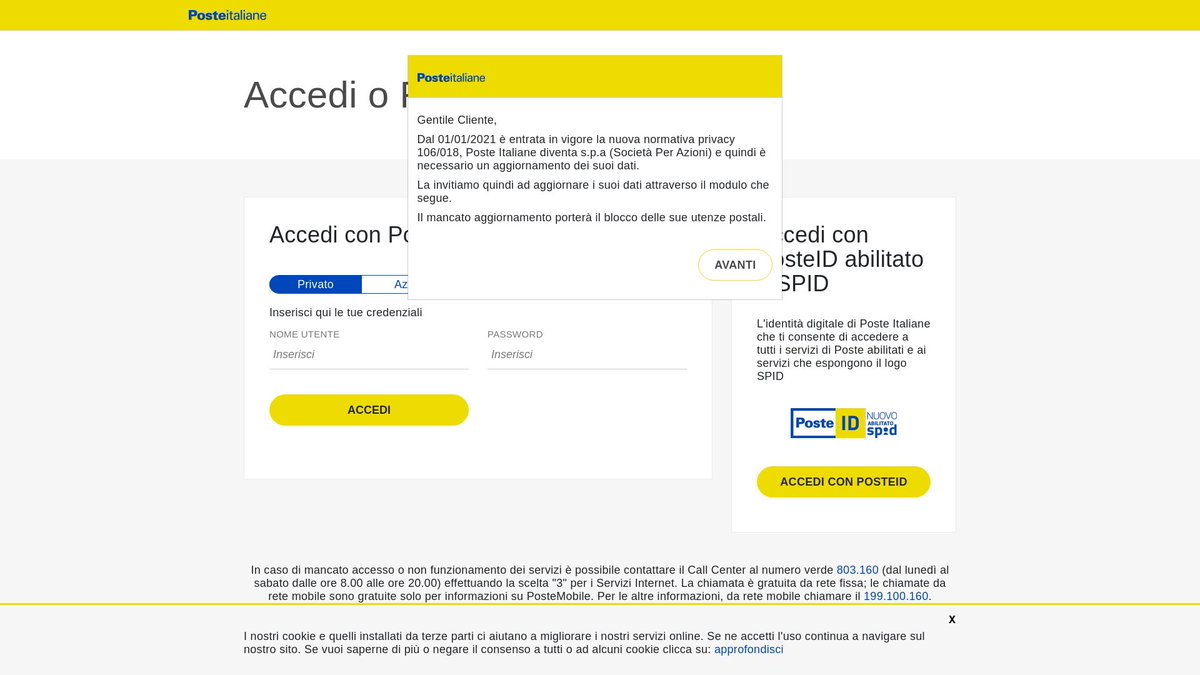 Posteitaliane
Accedi o
Posteitaliane
Gentile Cliente,
Dal 01/01/2021 è entrata in vigore la nuova normativa privacy
106/018, Poste Italiane diventa s.p.a (Società Per Azioni) e quindi è
necessario un aggiornamento dei suoi dati.
La invitiamo quindi ad aggiornare i suoi dati attraverso il modulo che
segue.
Il mancato aggiornamento porterà il blocco delle sue utenze postali.
AVANTI
Accedi con
Privato
Inserisci qui le tue credenziali
NOME UTENTE
PASSWORD
Inserisci
Inserisci
ACCEDI
con
abilitato
SPID
L'identità digitale di Poste Italiane
che ti consente di accedere a
tutti i servizi di Poste abilitati e ai
servizi che espongono il logo
SPID
Poste ID NUOVO
ABILITATO
spid
ACCEDI CON POSTEID
In caso di mancato accesso o non funzionamento dei servizi è possibile contattare il Call Center al numero verde 803.160 (dal lunedì al
sabato dalle ore 8.00 alle ore 20.00) effettuando la scelta "3" per i Servizi Internet. La chiamata è gratuita da rete fissa; le chiamate da
rete mobile sono gratuite solo per informazioni su PosteMobile. Per le altre informazioni, da rete mobile chiamare il 199.100.160.
X
I nostri cookie e quelli installati da terze parti ci aiutano a migliorare i nostri servizi online. Se ne accetti l'uso continua a navigare sul
nostro sito. Se vuoi saperne di più o negare il consenso a tutti o ad alcuni cookie clicca su: approfondisci